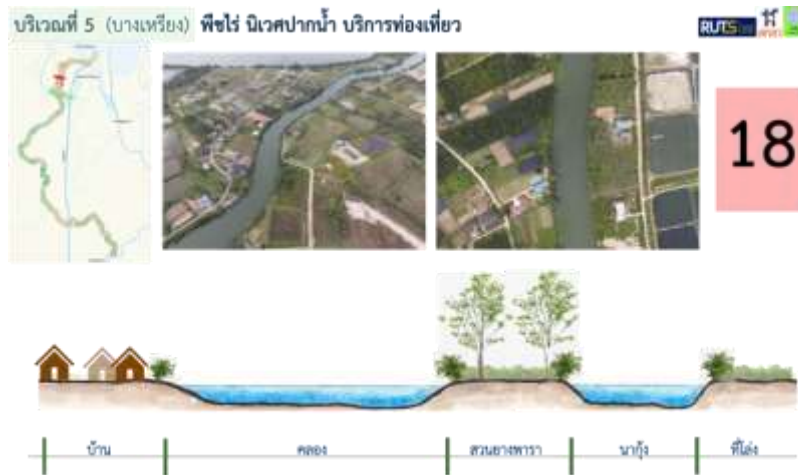 บริเวณที่ 5 (บางเหรียง) พืชไร่ นิเวศปากน้ำ บริการท่องเที่ยว
RUTS
18
บ้าน
คลอง
สวนยางพารา
นากุ้ง
ที่โล่ง